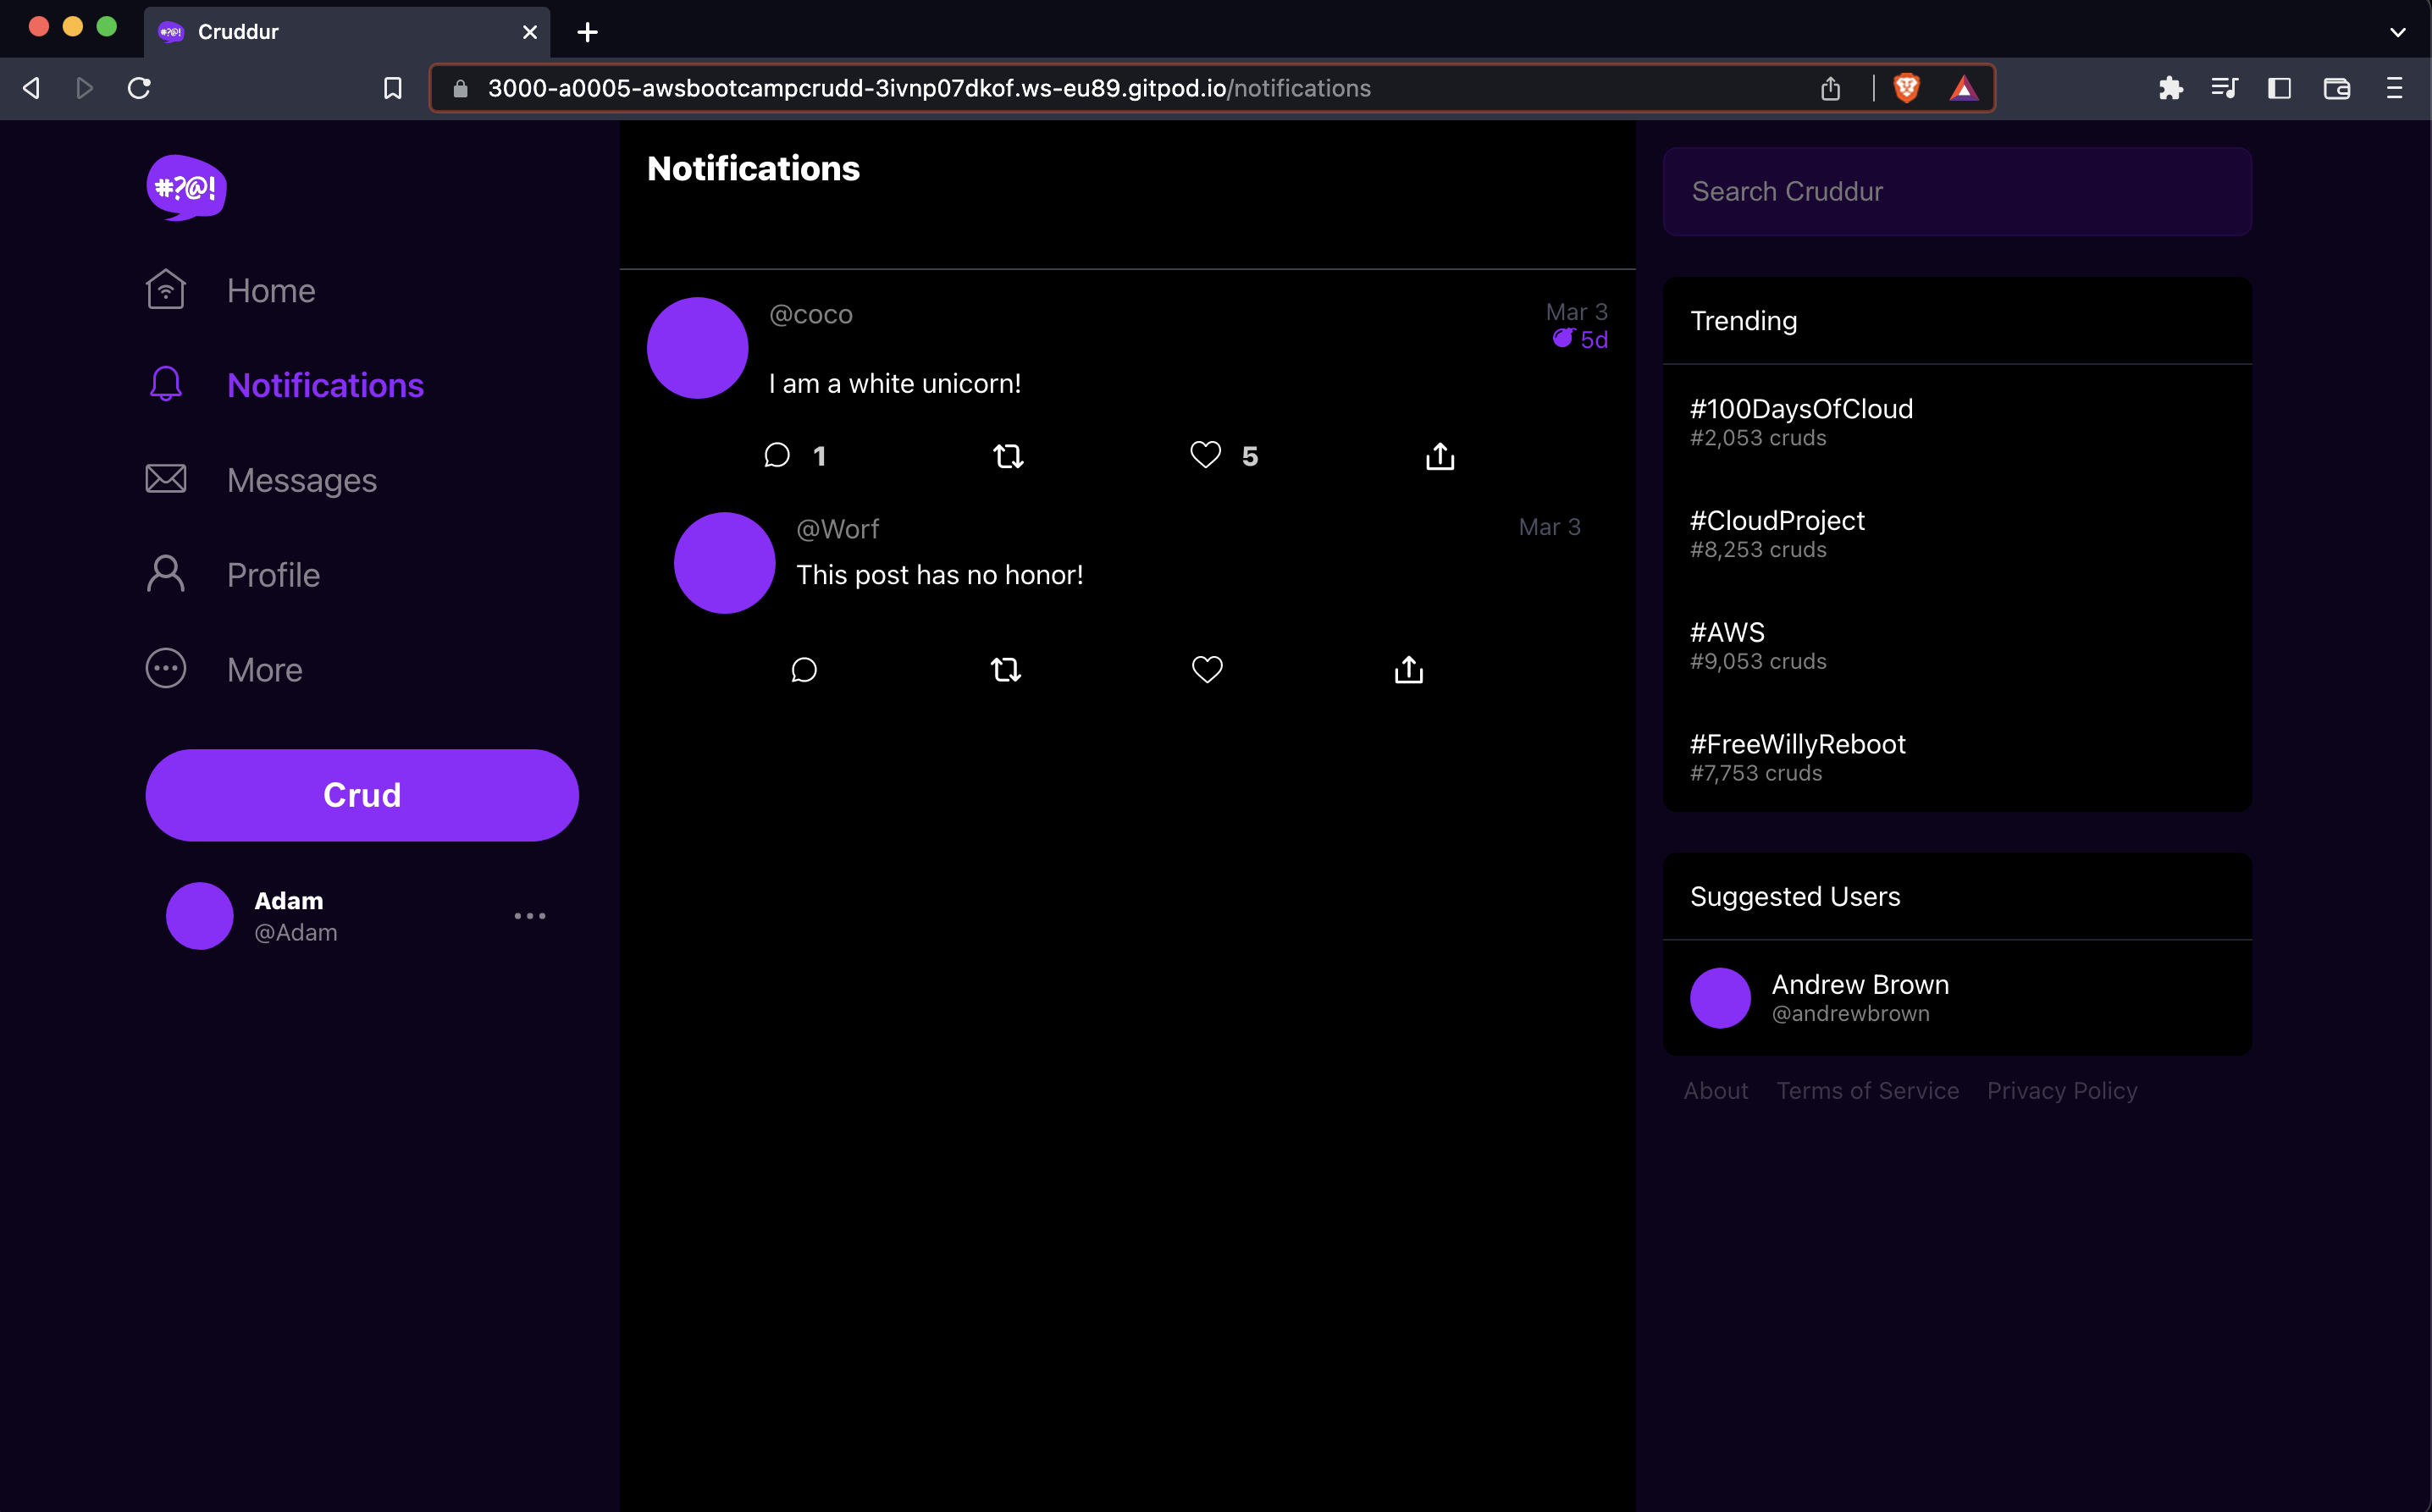 Cruddur
3000-a0005-awsbootcampcrudd-3ivnp07dkof.ws-eu89.gitpod.io/notifications
#?@!
Home
Notifications
Messages
Profile
More
Crud
Adam
@Adam
Notifications
@coco
Mar 3
5d
I am a white unicorn!
1
5
@Worf
Mar 3
This post has no honor!
Search Cruddur
Trending
#100DaysOfCloud
#2,053 cruds
#CloudProject
#8,253 cruds
#AWS
#9,053 cruds
#FreeWillyReboot
#7,753 cruds
Suggested Users
Andrew Brown
@andrewbrown
About Terms of Service Privacy Policy